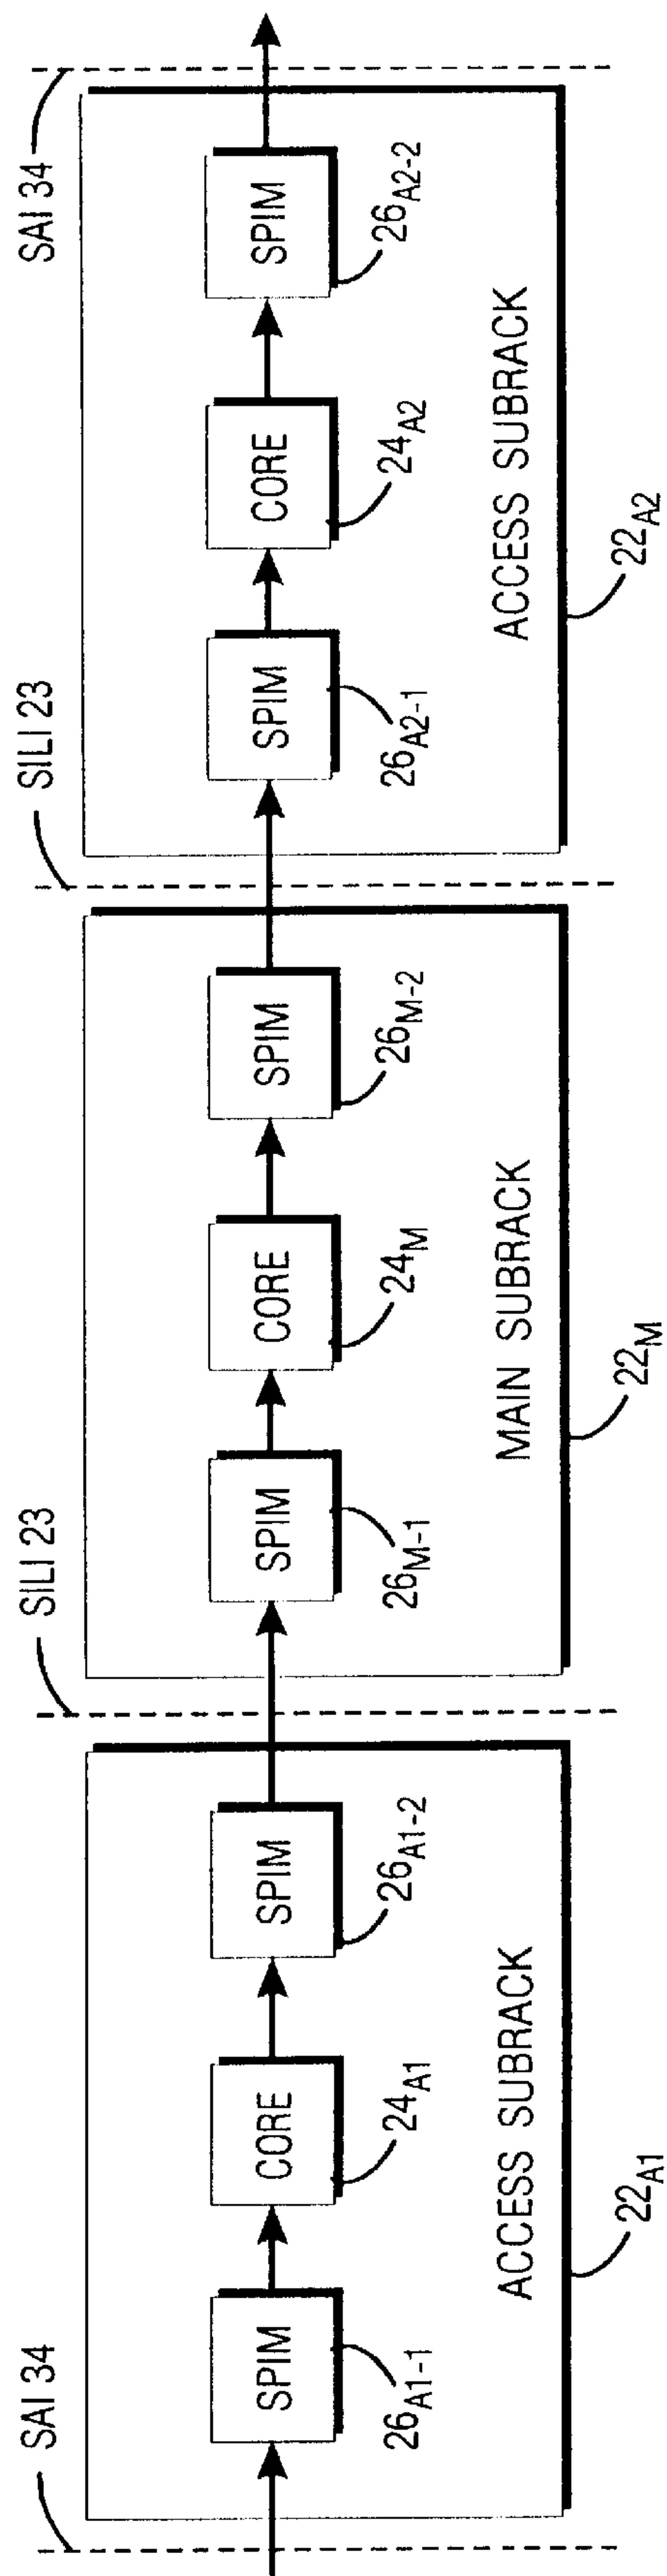 SAI 34
SILI 23
SILI 23
SAI 34
SPIM
CORE
SPIM
SPIM
CORE
SPIM
SPIM
CORE
SPIM
26A1-1
24A1
26A1-2
26M-1
24M
26M-2
26A2-1
24A2
26A2-2
ACCESS SUBRACK
MAIN SUBRACK
ACCESS SUBRACK
22A1
22M
22A2